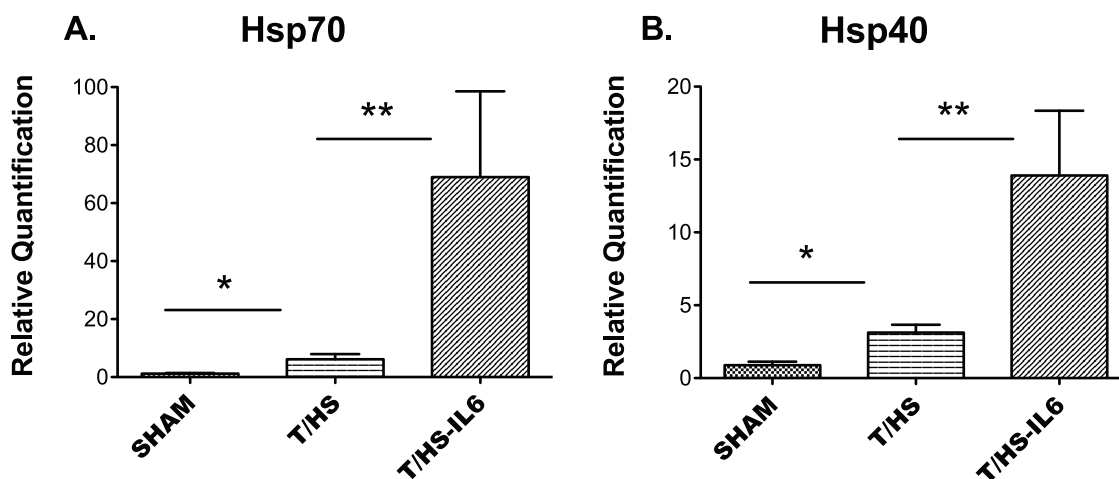 A.
Hsp70
Relative Quantification
100
80
60
40
20
0
*
**
SHAM
T/HS
T/HS-IL6
B.
Hsp40
Relative Quantification
20
15
10
5
0
*
**
SHAM
T/HS
T/HS-IL6